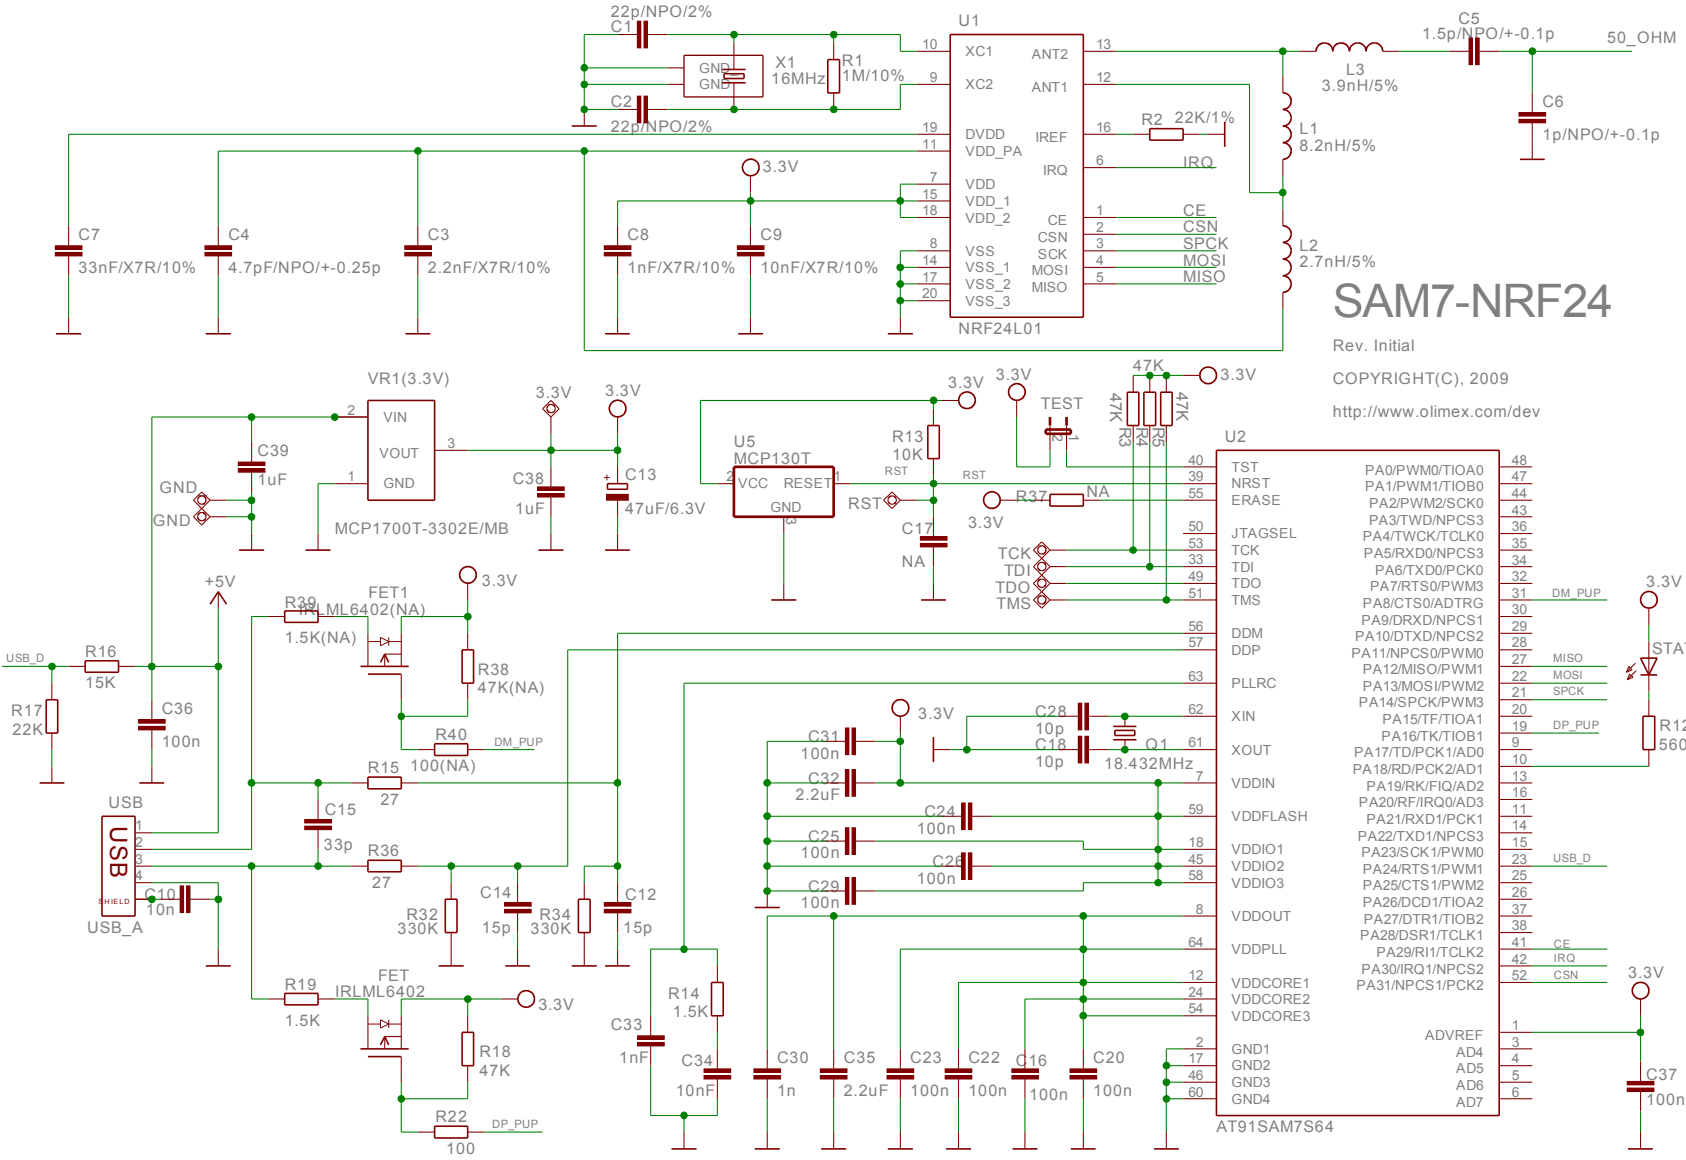 22p/NPO/2%
C1
GND
GND
X1
16MHz
R1
1M/10%
C2
22p/NPO/2%
U1
10 XC1 ANT2 13
9 XC2 ANT1 12
19 DVDD IREF 16
11 VDD_PA
IRQ 6 IRQ
7 VDD
15 VDD_1
18 VDD_2
CE 1 CE
CSN 2 CSN
8 VSS SCK 3 SPCK
14 VSS_1 MOSI 4 MOSI
17 VSS_2 MISO 5 MISO
20 VSS_3
NRF24L01
R2 22K/1%
C5
1.5p/NPO/+-0.1p
50_OHM
L3
3.9nH/5%
C6
1p/NPO/+-0.1p
L1
8.2nH/5%
L2
2.7nH/5%
3.3V
C7
33nF/X7R/10%
C4
4.7pF/NPO/+-0.25p
C3
2.2nF/X7R/10%
C8
1nF/X7R/10%
C9
10nF/X7R/10%
SAM7-NRF24
Rev. Initial
COPYRIGHT(C), 2009
http://www.olimex.com/dev
VR1(3.3V)
2 VIN
VOUT 3
1 GND
MCP1700T-3302E/MB
C39
1uF
GND
GND
3.3V
3.3V
C38
1uF
C13
+
47uF/6.3V
U5
MCP130T
2 VCC RESET 1
GND
3
3.3V
R13
10K
RST
RST
RST
C17
NA
3.3V
TEST
2 1
R37 NA
3.3V
47K
47K
47K
R3
R4
R5
3.3V
TCK
TDI
TDO
TMS
U2
40 TST
39 NRST
55 ERASE
50 JTAGSEL
53 TCK
33 TDI
49 TDO
51 TMS
56 DDM
57 DDP
63 PLLRC
62 XIN
61 XOUT
7 VDDIN
59 VDDFLASH
18 VDDIO1
45 VDDIO2
58 VDDIO3
8 VDDOUT
64 VDDPLL
12 VDDCORE1
24 VDDCORE2
54 VDDCORE3
2 GND1
17 GND2
46 GND3
60 GND4
AT91SAM7S64
PA0/PWM0/TIOA0 48
PA1/PWM1/TIOB0 47
PA2/PWM2/SCK0 44
PA3/TWD/NPCS3 43
PA4/TWCK/TCLK0 36
PA5/RXD0/NPCS3 35
PA6/TXD0/PCK0 34
PA7/RTS0/PWM3 32
PA8/CTS0/ADTRG 31 DM_PUP
PA9/DRXD/NPCS1 30
PA10/DTXD/NPCS2 29
PA11/NPCS0/PWM0 28
PA12/MISO/PWM1 27 MISO
PA13/MOSI/PWM2 22 MOSI
PA14/SPCK/PWM3 21 SPCK
PA15/TF/TIOA1 20
PA16/TK/TIOB1 19 DP_PUP
PA17/TD/PCK1/AD0 9
PA18/RD/PCK2/AD1 10
PA19/RK/FIQ/AD2 13
PA20/RF/IRQ0/AD3 16
PA21/RXD1/PCK1 11
PA22/TXD1/NPCS3 14
PA23/SCK1/PWM0 15
PA24/RTS1/PWM1 23 USB_D
PA25/CTS1/PWM2 25
PA26/DCD1/TIOA2 26
PA27/DTR1/TIOB2 37
PA28/DSR1/TCLK1 38
PA29/RI1/TCLK2 41 CE
PA30/IRQ1/NPCS2 42 IRQ
PA31/NPCS1/PCK2 52 CSN
ADVREF 1
AD4 3
AD5 4
AD6 5
AD7 6
3.3V
STAT
R12
560
3.3V
C37
100n
+5V
USB_D
R16
15K
R17
22K
C36
100n
R39
1.5K(NA)
FET1
IRLML6402(NA)
3.3V
R38
47K(NA)
R40
100(NA)
DM_PUP
R15
27
C15
33p
R36
27
USB
USB
1
2
3
4
SHIELD
USB_A
C10
10n
R32
330K
C14
15p
R34
330K
C12
15p
R19
1.5K
FET
IRLML6402
3.3V
R18
47K
R22
100
DP_PUP
3.3V
C31
100n
C32
2.2uF
C28
10p
C18
10p
Q1
18.432MHz
C24
100n
C25
100n
C26
100n
C29
100n
C33
1nF
R14
1.5K
C34
10nF
C30
1n
C35
2.2uF
C23
100n
C22
100n
C16
100n
C20
100n